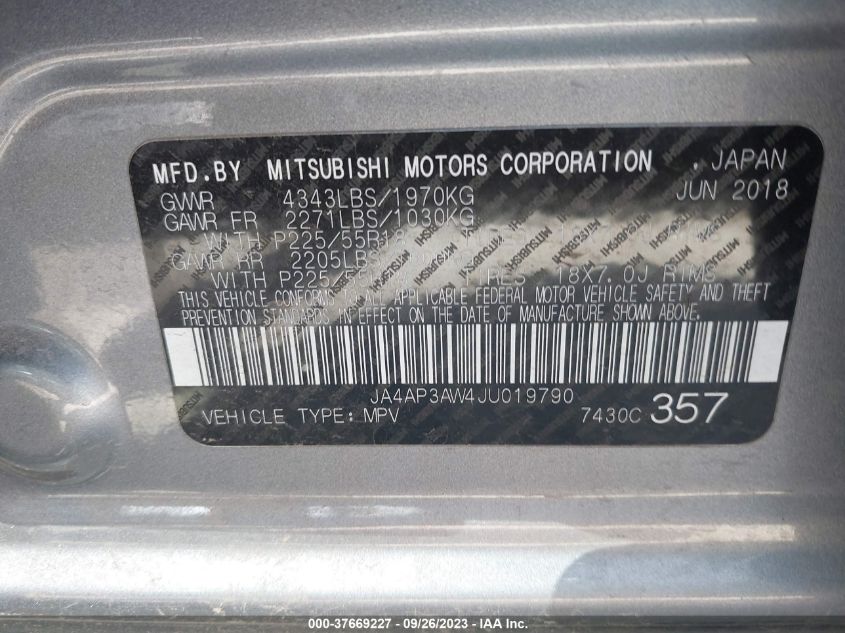 MFD.BY MITSUBISHI MOTORS CORPORATION , JAPAN
GVWR 4343LBS/1970KG JUN 2018
GAWR FR 2271LBS/1030KG
WITH P225/55R18
GAWR RR 2205LBS
WITH P225/ 18X7.0J RIMS
THIS VEHICLE CONFORMS TO ALL APPLICABLE FEDERAL MOTOR VEHICLE SAFETY AND THEFT
PREVENTION STANDARDS IN EFFECT ON THE DATE OF MANUFACTURE SHOWN ABOVE.
JA4AP3AW4JU019790
VEHICLE TYPE: MPV 7430C 357
000-37669227 - 09/26/2023 - IAA Inc.